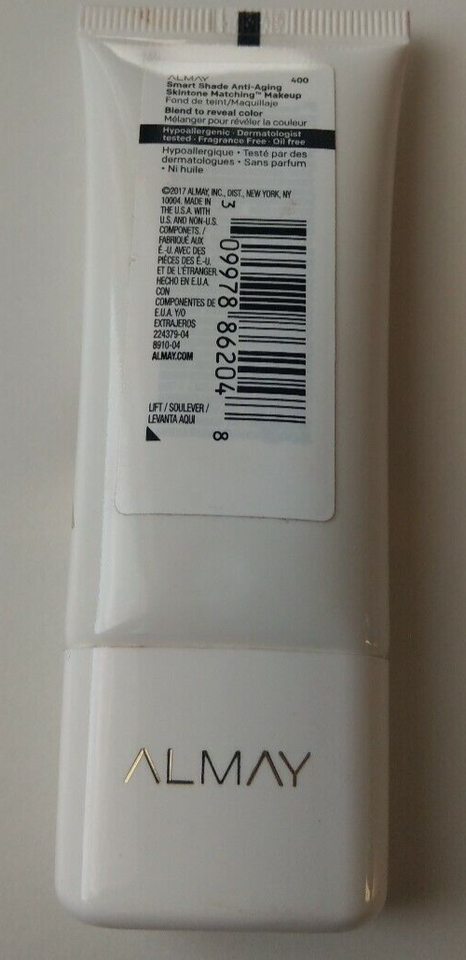 ALMAY 400
Smart Shade Anti-Aging
Skintone Matching™ Makeup
Fond de teint/Maquillaje
Blend to reveal color
Mélanger pour révéler la couleur
Hypoallergenic · Dermatologist
tested · Fragrance Free · Oil free
Hypoallergique • Testé par des
dermatologues • Sans parfum
• Ni huile
©2017 ALMAY, INC., DIST., NEW YORK, NY
10004. MADE IN
THE U.S.A. WITH
U.S. AND NON-U.S.
COMPONETS. /
FABRIQUÉ AUX
É.-U. AVEC DES
PIÈCES DES É.-U.
ET DE L'ÉTRANGER.
HECHO EN E.U.A.
CON
COMPONENTES DE
E.U.A. Y/O
EXTRAJEROS
224379-04
8910-04
ALMAY.COM
LIFT / SOULEVER /
LEVANTA AQUI
3 09978 86204 8
ALMAY